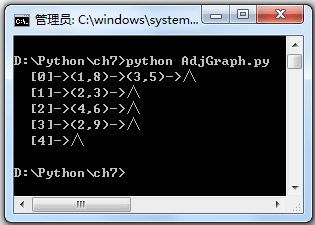 管理员: C:\windows\system...
D:\Python\ch7>python AdjGraph.py
[0]->(1,8)->(3,5)->╱╲
[1]->(2,3)->╱╲
[2]->(4,6)->╱╲
[3]->(2,9)->╱╲
[4]->╱╲
D:\Python\ch7>